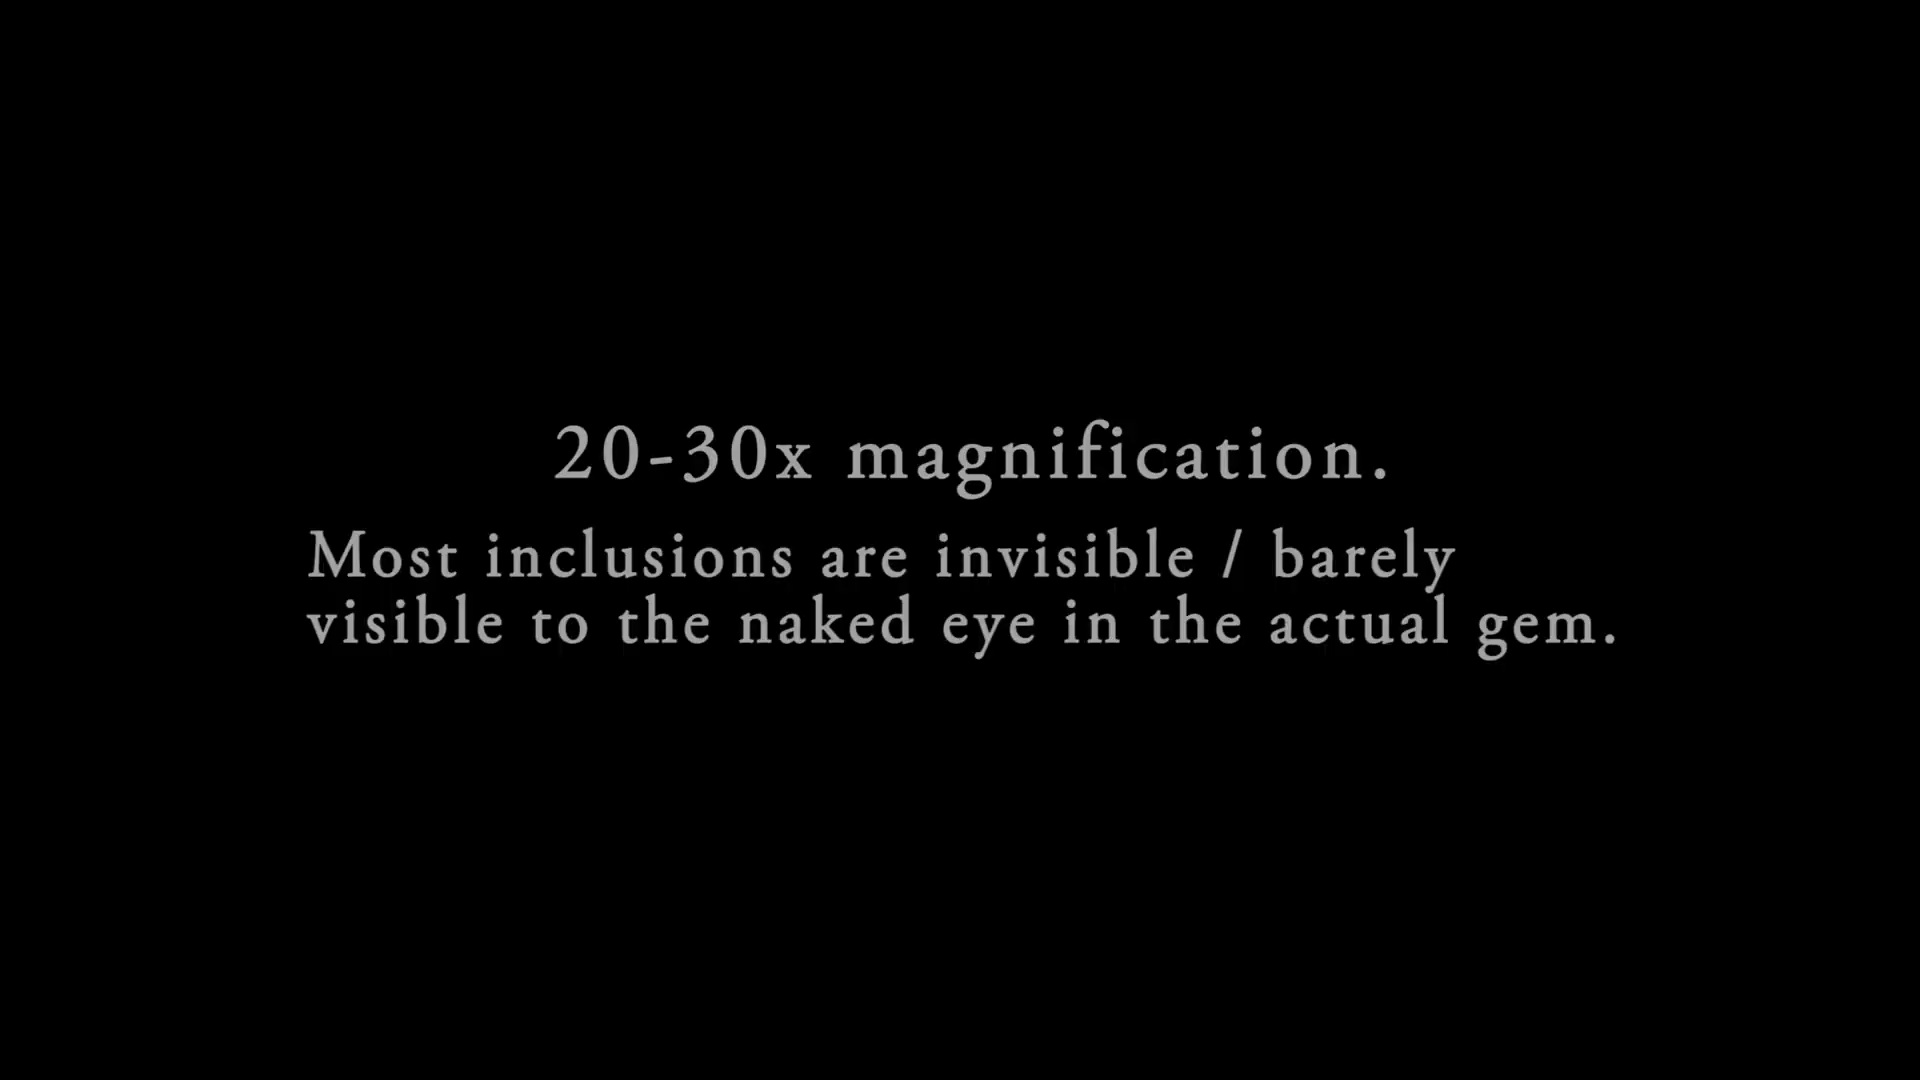 20-30x magnification.
Most inclusions are invisible / barely
visible to the naked eye in the actual gem.